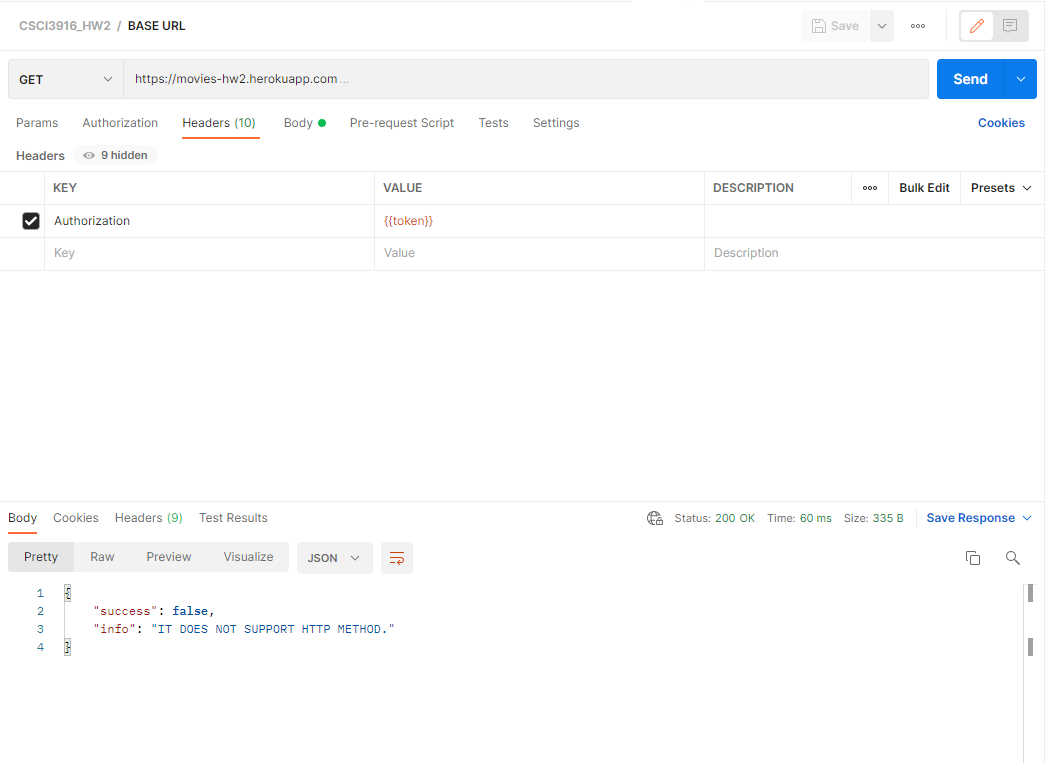 CSCI3916_HW2 / BASE URL Save ooo
GET https://movies-hw2.herokuapp.com ... Send
Params Authorization Headers (10) Body Pre-request Script Tests Settings Cookies
Headers 9 hidden
KEY VALUE DESCRIPTION ooo Bulk Edit Presets
Authorization {{token}}
Key Value Description
Body Cookies Headers (9) Test Results Status: 200 OK Time: 60 ms Size: 335 B Save Response
Pretty Raw Preview Visualize JSON
1 {
2 "success": false,
3 "info": "IT DOES NOT SUPPORT HTTP METHOD."
4 }